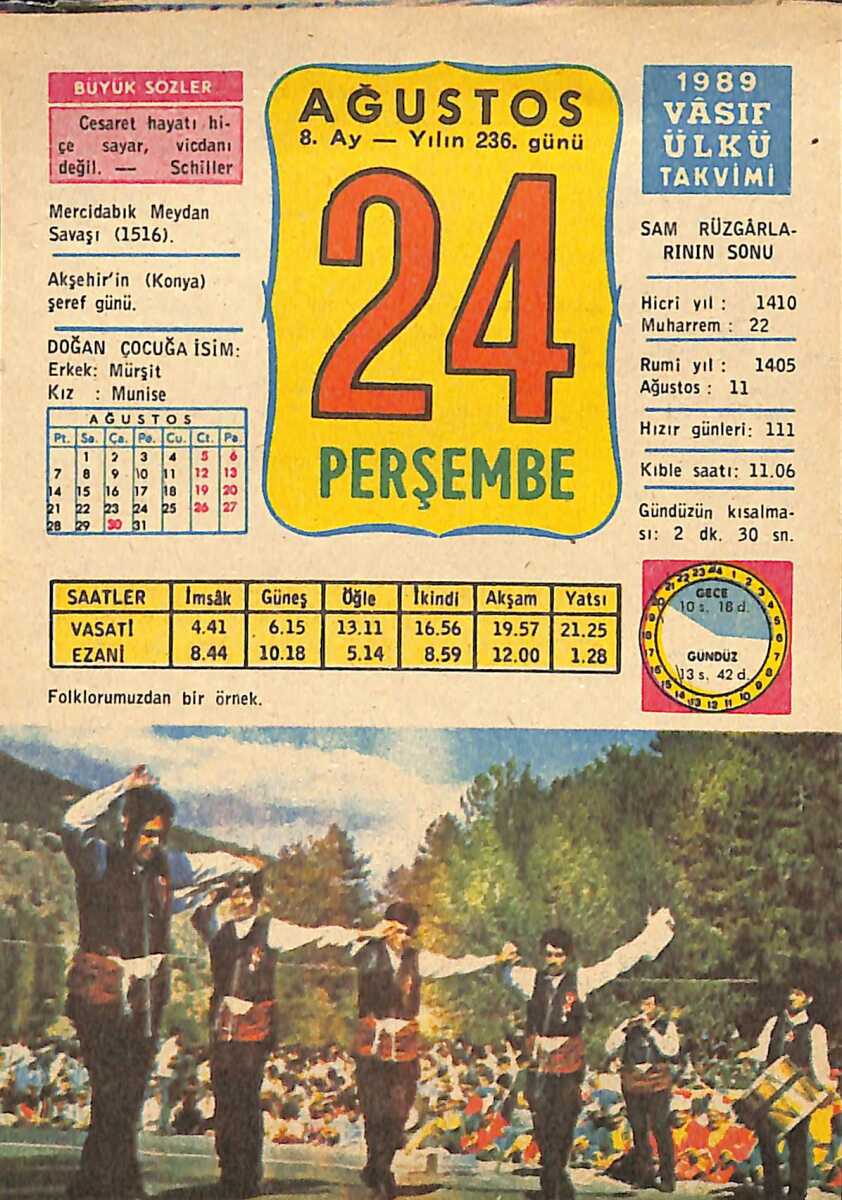 BÜYÜK SÖZLER
Cesaret hayatı hi-
çe sayar, vicdanı
değil. — Schiller
Mercidabık Meydan
Savaşı (1516).
Akşehir'in (Konya)
şeref günü.
DOĞAN ÇOCUĞA İSİM:
Erkek: Mürşit
Kız : Munise
AĞUSTOS
Pt. Sa. Ça. Pe. Cu. Ct. Pa
1 2 3 4 5 6
7 8 9 10 11 12 13
14 15 16 17 18 19 20
21 22 23 24 25 26 27
28 29 30 31
AĞUSTOS
8. Ay — Yılın 236. günü
24
PERŞEMBE
1989
VÂSIF
ÜLKÜ
TAKVİMİ
SAM RÜZGÂRLA-
RININ SONU
Hicri yıl : 1410
Muharrem : 22
Rumi yıl : 1405
Ağustos : 11
Hızır günleri: 111
Kıble saati: 11.06
Gündüzün kısalma-
sı: 2 dk. 30 sn.
SAATLER İmsâk Güneş Öğle İkindi Akşam Yatsı
VASATİ 4.41 6.15 13.11 16.56 19.57 21.25
EZANİ 8.44 10.18 5.14 8.59 12.00 1.28
GECE
10 s. 18 d.
GÜNDÜZ
13 s. 42 d.
Folklorumuzdan bir örnek.